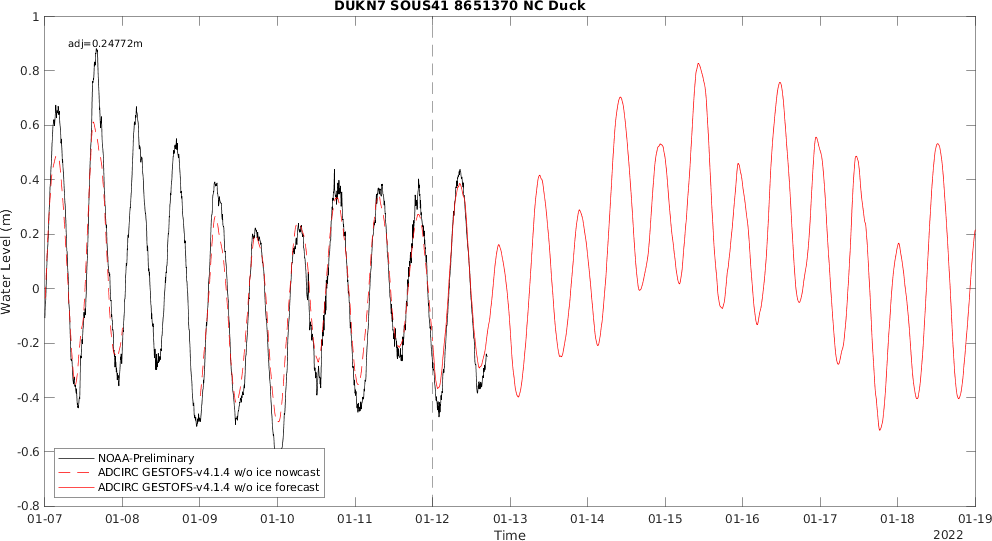 DUKN7 SOUS41 8651370 NC Duck
adj=0.24772m
Water Level (m)
1
0.8
0.6
0.4
0.2
0
-0.2
-0.4
-0.6
-0.8
NOAA-Preliminary
ADCIRC GESTOFS-v4.1.4 w/o ice nowcast
ADCIRC GESTOFS-v4.1.4 w/o ice forecast
01-07 01-08 01-09 01-10 01-11 01-12 01-13 01-14 01-15 01-16 01-17 01-18 01-19
Time
2022